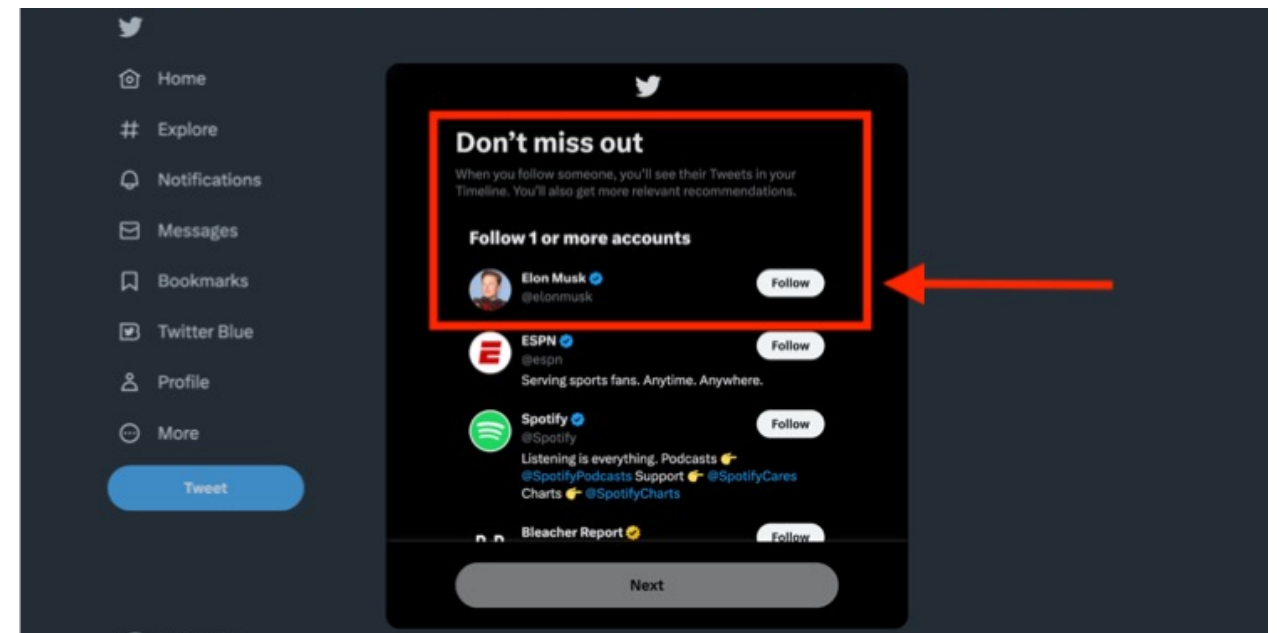 Home
Explore
Notifications
Messages
Bookmarks
Twitter Blue
Profile
More
Tweet
Don’t miss out
When you follow someone, you’ll see their Tweets in your
Timeline. You’ll also get more relevant recommendations.
Follow 1 or more accounts
Elon Musk
@elonmusk
Follow
ESPN
@espn
Follow
Serving sports fans. Anytime. Anywhere.
Spotify
@Spotify
Follow
Listening is everything. Podcasts 👉
@SpotifyPodcasts Support 👉 @SpotifyCares
Charts 👉 @SpotifyCharts
Bleacher Report
Follow
Next